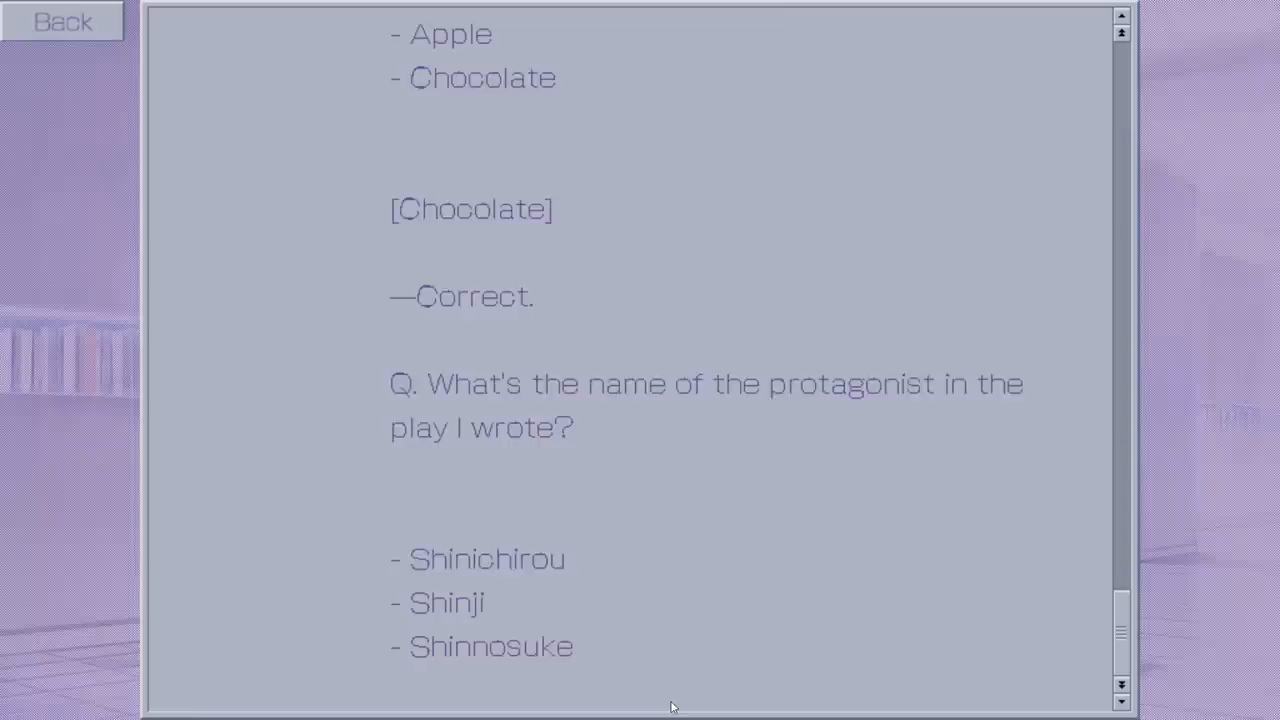 Back
- Apple
- Chocolate
[Chocolate]
—Correct.
Q. What's the name of the protagonist in the
play I wrote?
- Shinichirou
- Shinji
- Shinnosuke